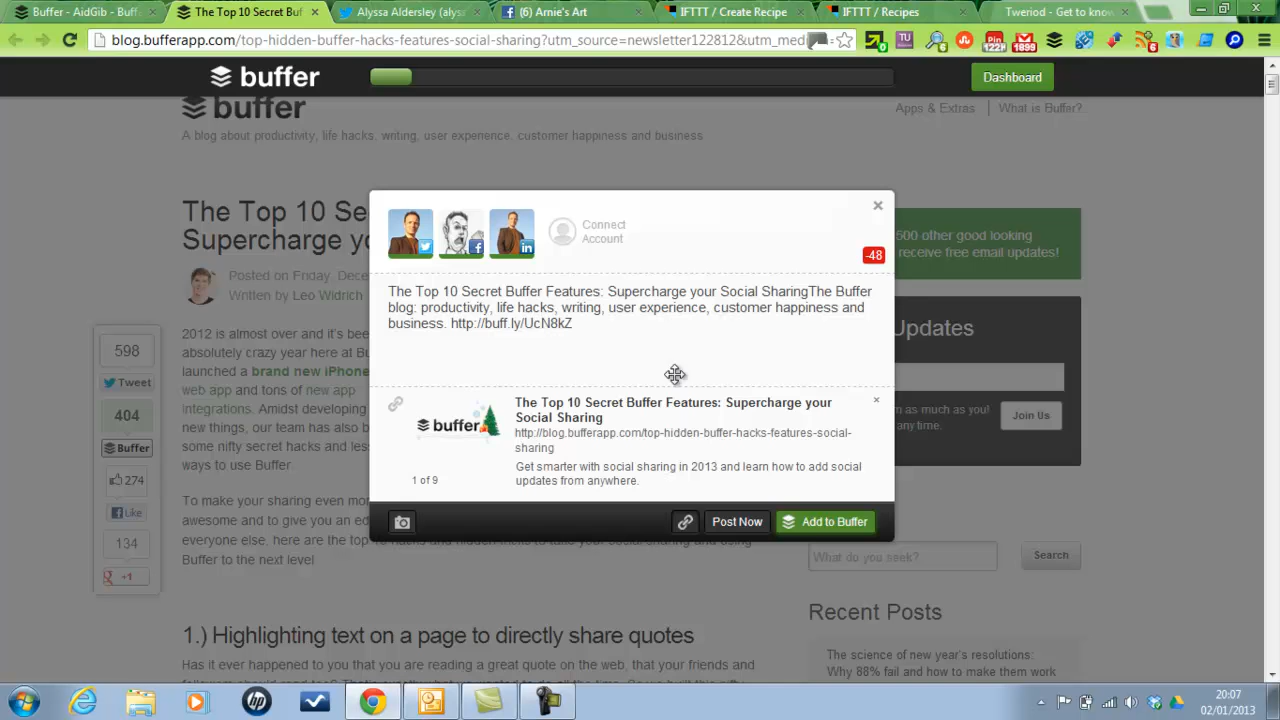 Buffer - AidGib - Buffer
The Top 10 Secret Buf
Alyssa Aldersley (alys
(4) Arnie's Art
IFTTT / Create Recipe
IFTTT / Recipes
Tweriod - Get to know
blog.bufferapp.com/top-hidden-buffer-hacks-features-social-sharing?utm_source=newsletter122812&utm_med
0
TU
6
Pin
122+
1899
6
buffer
Dashboard
buffer
Apps & Extras
What is Buffer?
A blog about productivity, life hacks, writing, user experience, customer happiness and business
The Top 10 Se
Supercharge yo
Posted on Friday, Dece
Written by Leo Widrich
Connect
Account
-48
The Top 10 Secret Buffer Features: Supercharge your Social SharingThe Buffer
blog: productivity, life hacks, writing, user experience, customer happiness and
business. http://buff.ly/UcN8kZ
The Top 10 Secret Buffer Features: Supercharge your
Social Sharing
http://blog.bufferapp.com/top-hidden-buffer-hacks-features-social-
sharing
Get smarter with social sharing in 2013 and learn how to add social
updates from anywhere.
buffer
1 of 9
Post Now
Add to Buffer
600 other good looking
receive free email updates!
Updates
m as much as you!
any time.
Join Us
598
Tweet
404
Buffer
274
Like
134
+1
2012 is almost over and it's bee
absolutely crazy year here at Bu
launched a brand new iPhone
web app and tons of new app
integrations. Amidst developing
new things, our team has also b
some nifty secret hacks and less
ways to use Buffer
To make your sharing even mor
awesome and to give you an ed
everyone else, here are the top
Buffer to the next level
What do you seek?
Search
Recent Posts
The science of new year's resolutions:
Why 88% fail and how to make them work
1.) Highlighting text on a page to directly share quotes
Has it ever happened to you that you are reading a great quote on the web, that your friends and
20:07
02/01/2013